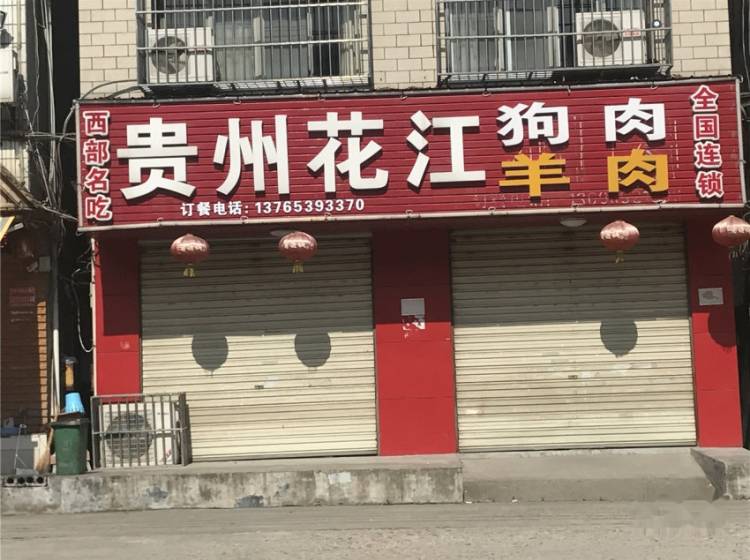 西部名吃
贵州花江
狗肉
羊肉
全国连锁
订餐电话:13765393370